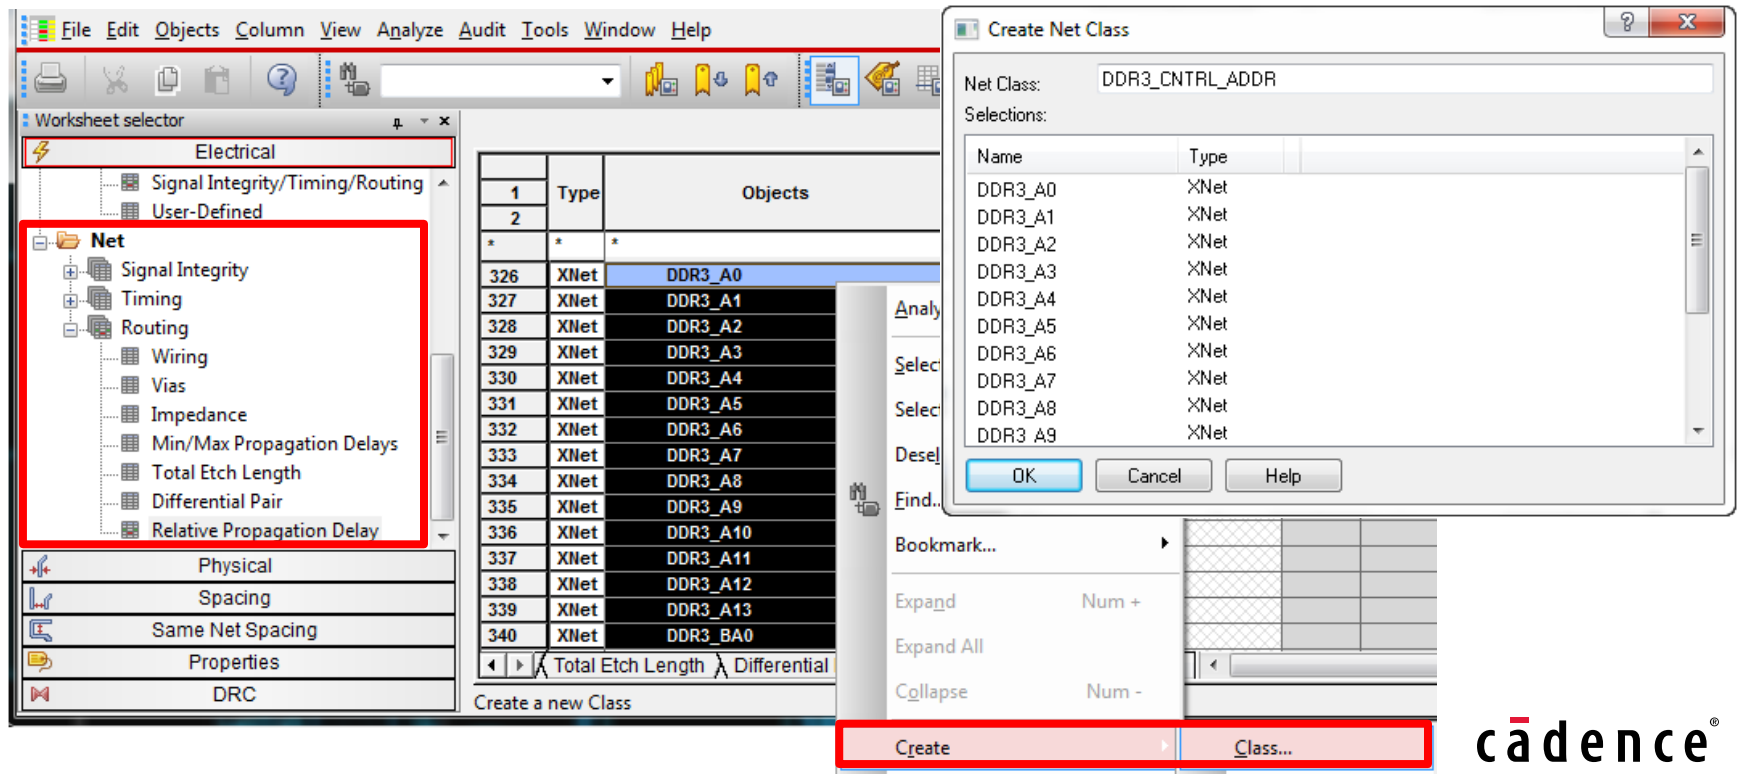 File Edit Objects Column View Analyze Audit Tools Window Help
Worksheet selector
Electrical
Signal Integrity/Timing/Routing
User-Defined
Net
Signal Integrity
Timing
Routing
Wiring
Vias
Impedance
Min/Max Propagation Delays
Total Etch Length
Differential Pair
Relative Propagation Delay
Physical
Spacing
Same Net Spacing
Properties
DRC
1 Type Objects
2
* * *
326 XNet DDR3_A0
327 XNet DDR3_A1
328 XNet DDR3_A2
329 XNet DDR3_A3
330 XNet DDR3_A4
331 XNet DDR3_A5
332 XNet DDR3_A6
333 XNet DDR3_A7
334 XNet DDR3_A8
335 XNet DDR3_A9
336 XNet DDR3_A10
337 XNet DDR3_A11
338 XNet DDR3_A12
339 XNet DDR3_A13
340 XNet DDR3_BA0
Total Etch Length Differential
Create a new Class
Analy
Selec
Selec
Desel
Find..
Bookmark...
Expand Num +
Expand All
Collapse Num -
Create Class...
Create Net Class
Net Class: DDR3_CNTRL_ADDR
Selections:
Name Type
DDR3_A0 XNet
DDR3_A1 XNet
DDR3_A2 XNet
DDR3_A3 XNet
DDR3_A4 XNet
DDR3_A5 XNet
DDR3_A6 XNet
DDR3_A7 XNet
DDR3_A8 XNet
DDR3_A9 XNet
OK Cancel Help
cādence®